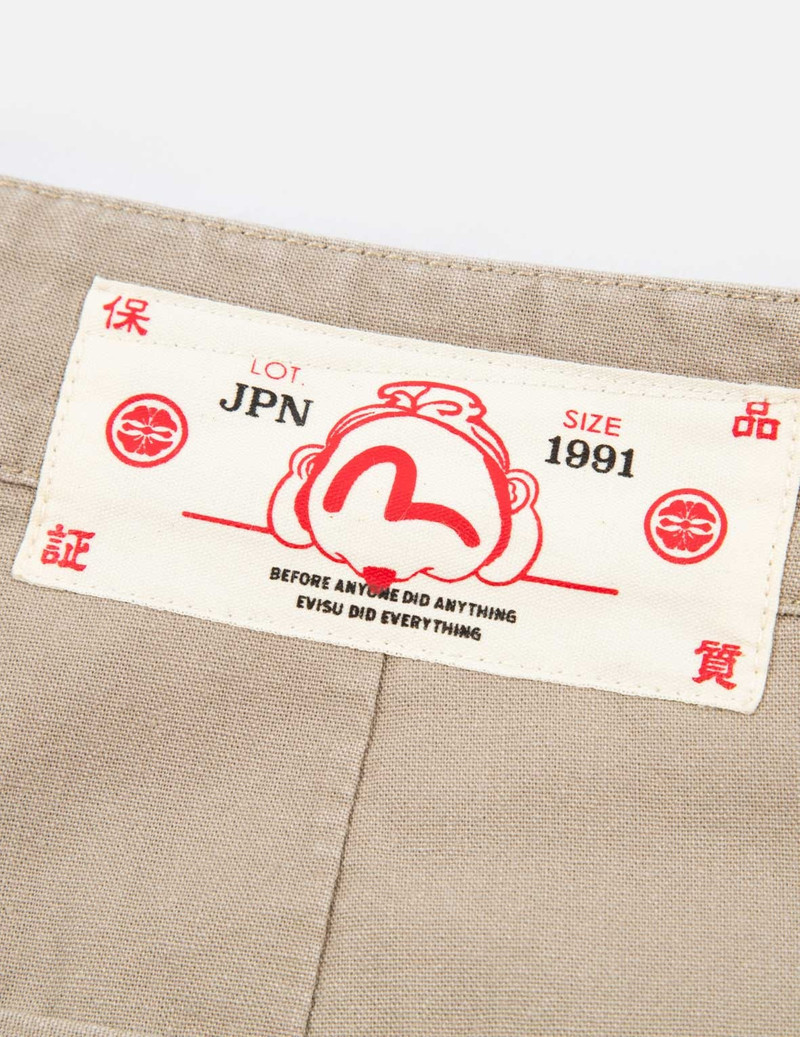 品質
保証
LOT.
JPN
SIZE
1991
BEFORE ANYONE DID ANYTHING
EVISU DID EVERYTHING